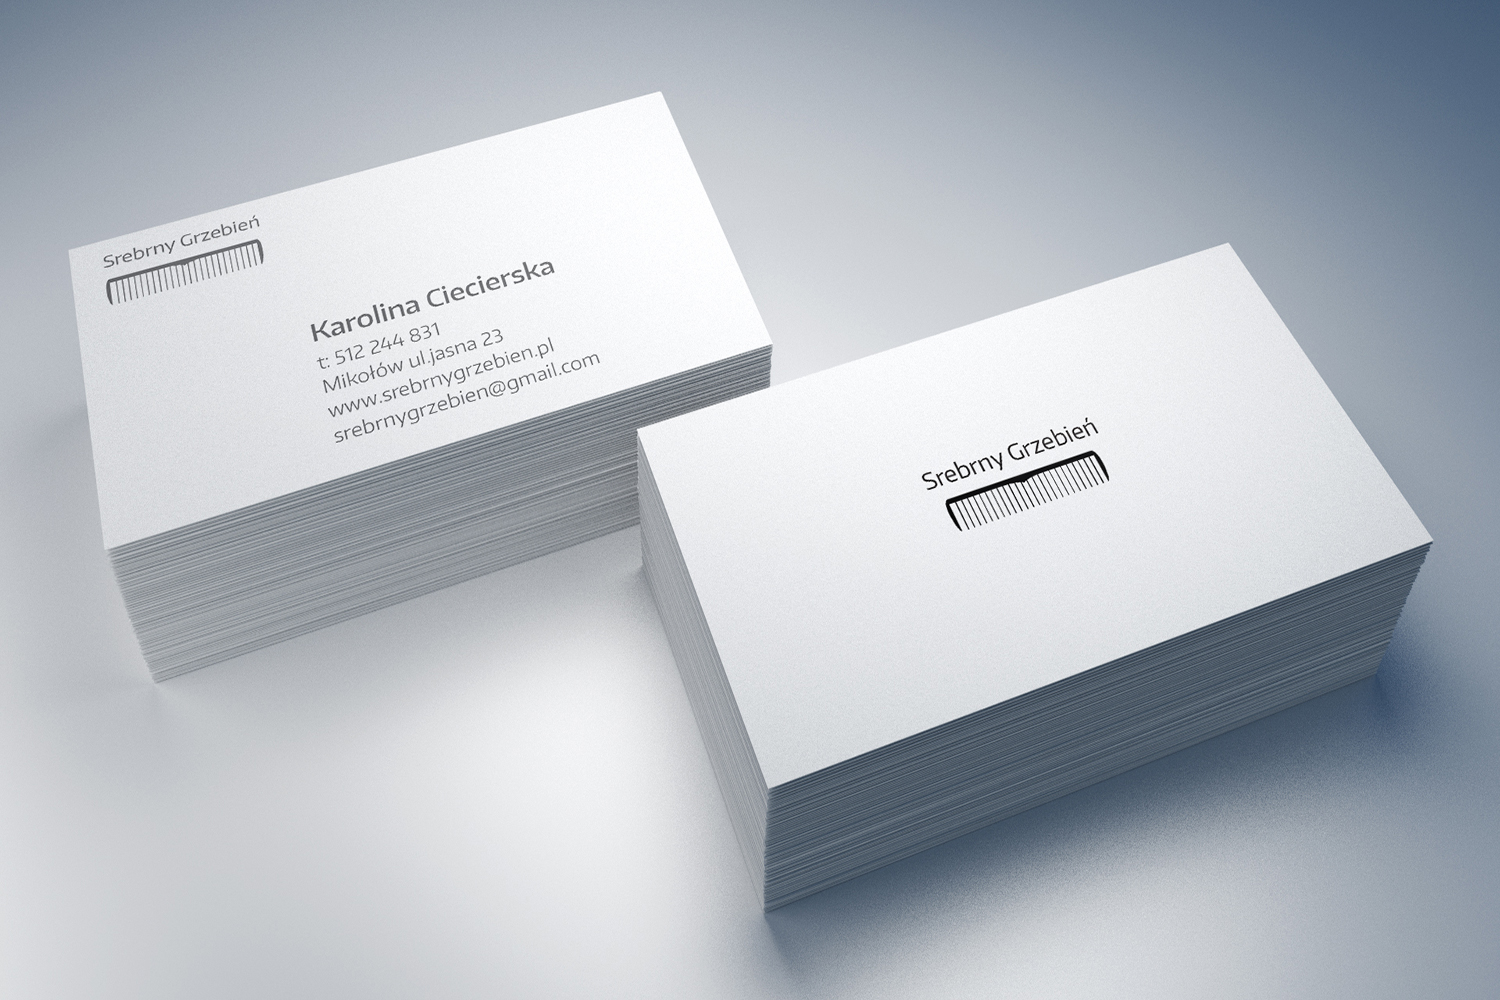 Srebrny Grzebień
Karolina Ciecierska
t: 512 244 831
Mikołów ul.jasna 23
www.srebrnygrzebien.pl
srebrnygrzebien@gmail.com
Srebrny Grzebień